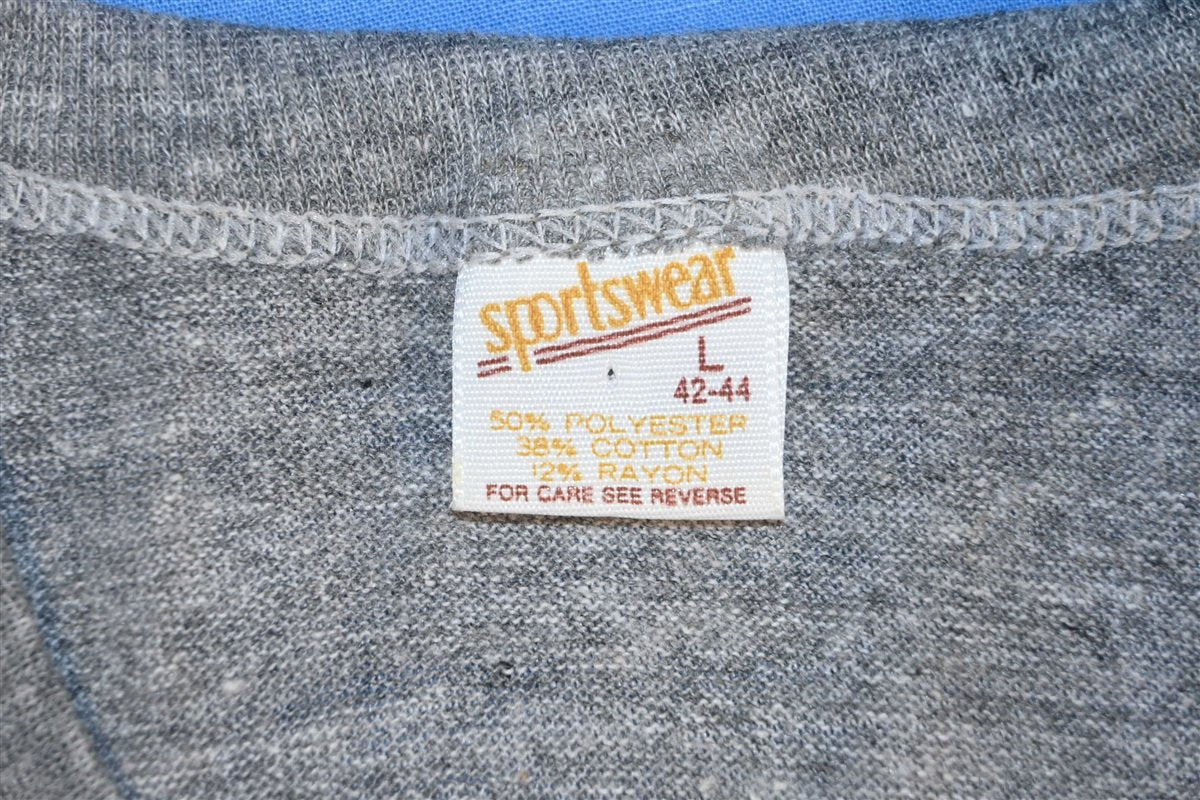 sportswear
L
42-44
50% POLYESTER
38% COTTON
12% RAYON
FOR CARE SEE REVERSE